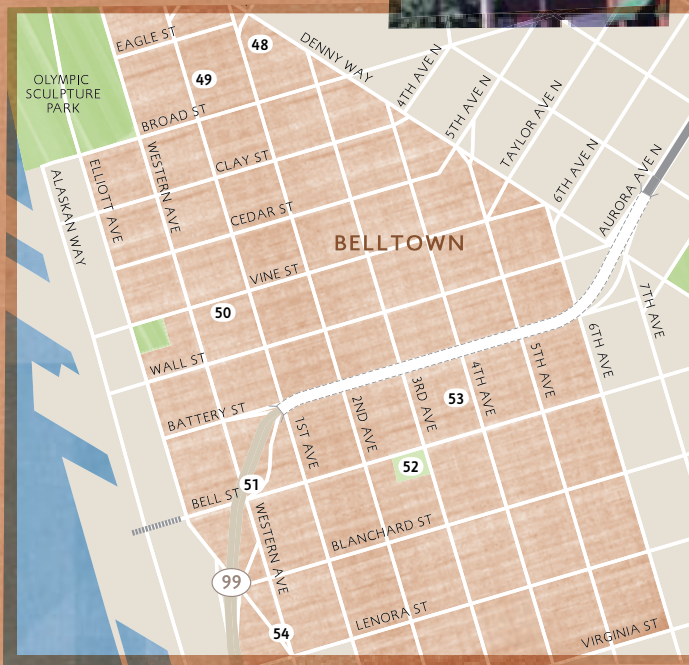 EAGLE ST
48
DENNY WAY
49
4TH AVE N
5TH AVE N
TAYLOR AVE N
6TH AVE N
AURORA AVE N
OLYMPIC
SCULPTURE
PARK
BROAD ST
CLAY ST
ALASKAN WAY
ELLIOTT AVE
WESTERN AVE
CEDAR ST
BELLTOWN
VINE ST
50
7TH AVE
6TH AVE
WALL ST
5TH AVE
4TH AVE
53
3RD AVE
2ND AVE
1ST AVE
BATTERY ST
52
51
BELL ST
WESTERN AVE
BLANCHARD ST
99
LENORA ST
54
VIRGINIA ST